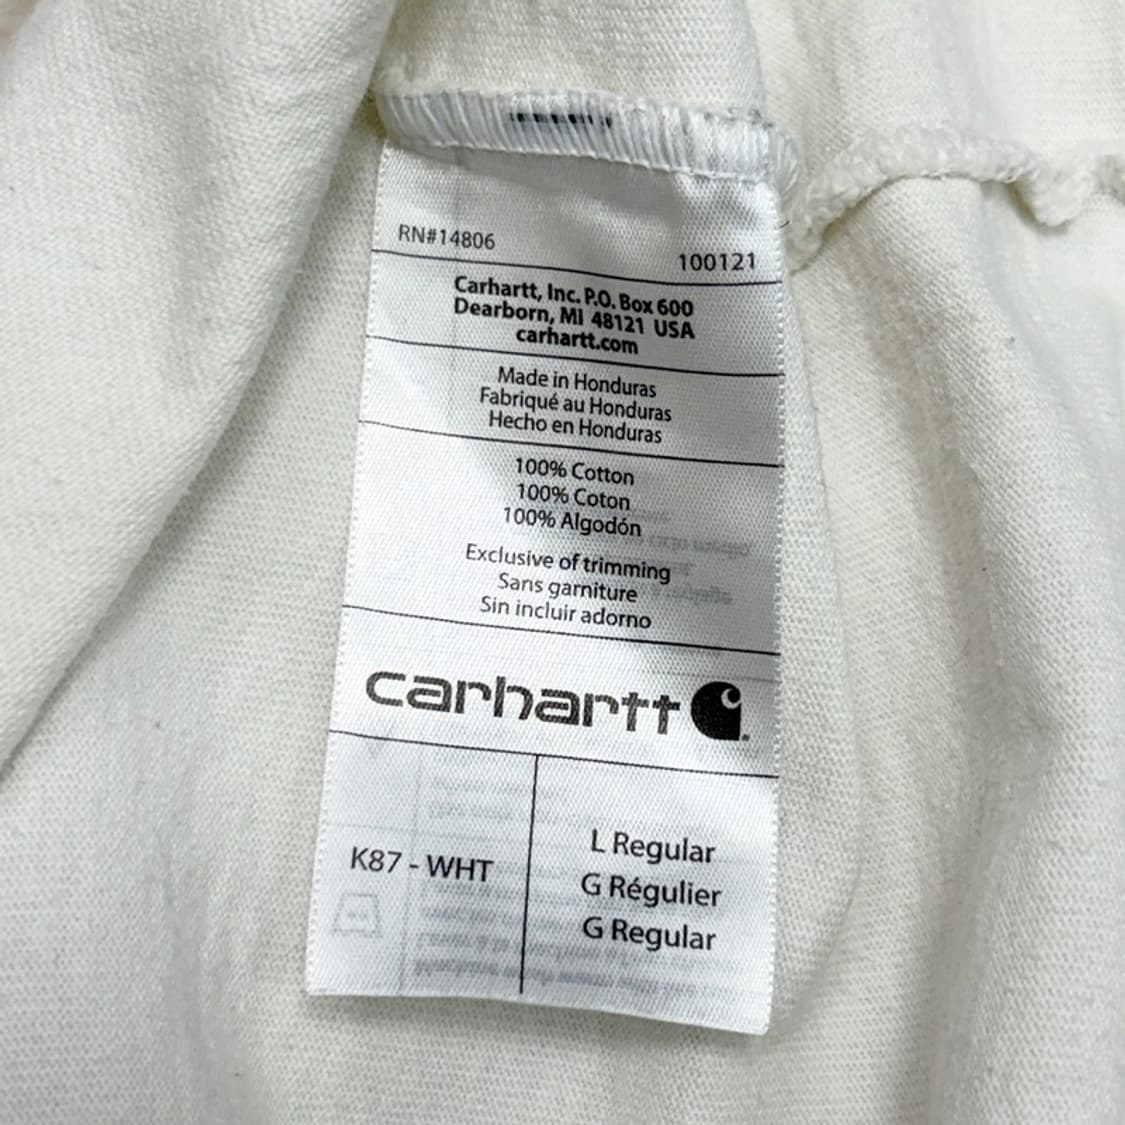 RN#14806
100121
Carhartt, Inc. P.O. Box 600
Dearborn, MI 48121 USA
carhartt.com
Made in Honduras
Fabriqué au Honduras
Hecho en Honduras
100% Cotton
100% Coton
100% Algodón
Exclusive of trimming
Sans garniture
Sin incluir adorno
carhartt
K87 - WHT
L Regular
G Régulier
G Regular